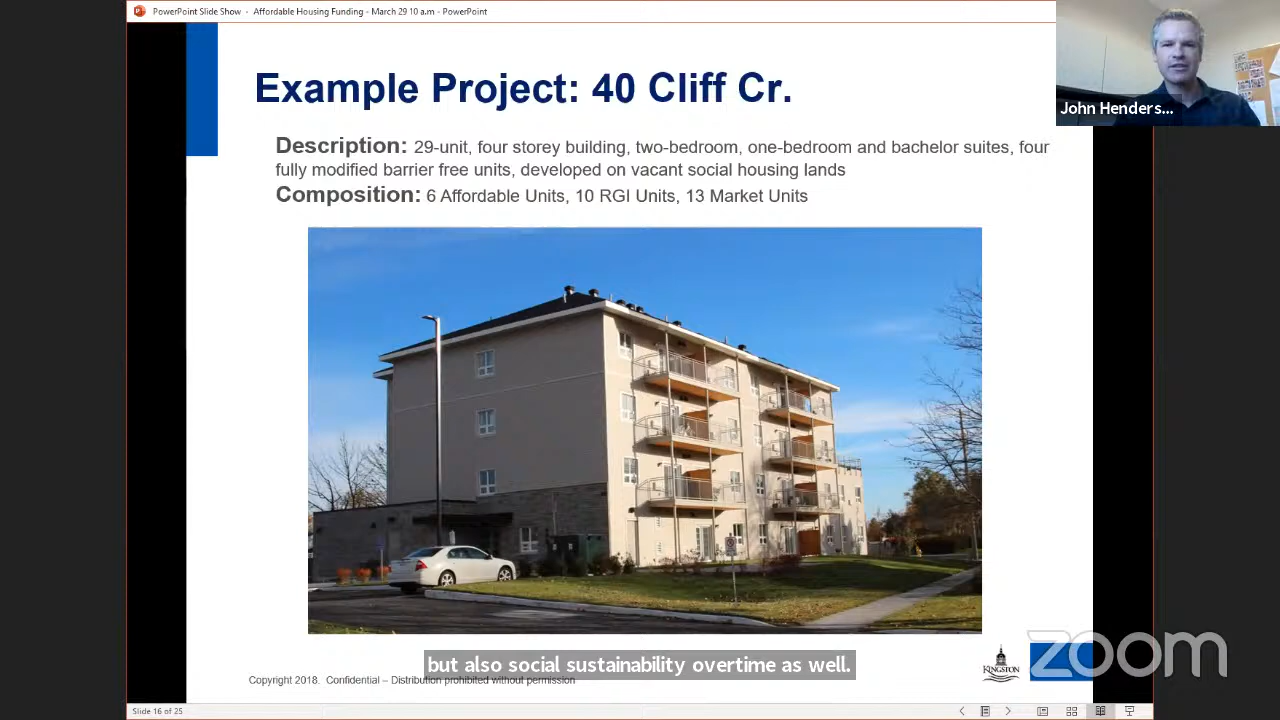 PowerPoint Slide Show - Affordable Housing Funding - March 29 10 a.m - PowerPoint
John Henders...
Example Project: 40 Cliff Cr.
Description: 29-unit, four storey building, two-bedroom, one-bedroom and bachelor suites, four
fully modified barrier free units, developed on vacant social housing lands
Composition: 6 Affordable Units, 10 RGI Units, 13 Market Units
but also social sustainability overtime as well.
Copyright 2018. Confidential – Distribution prohibited without permission
KINGSTON
zoom
Slide 16 of 25